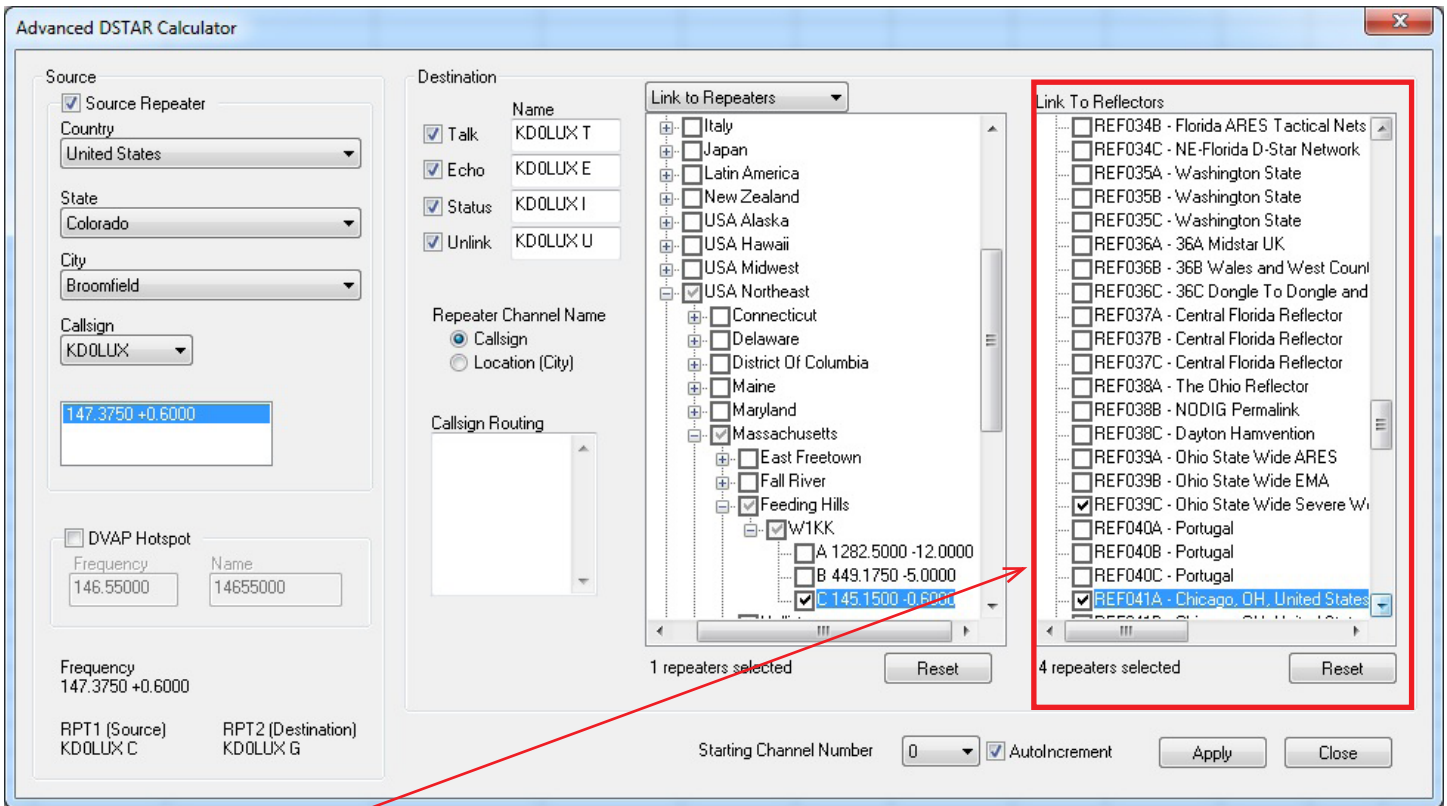 Advanced DSTAR Calculator
Source
Source Repeater
Country
United States
State
Colorado
City
Broomfield
Callsign
KD0LUX
147.3750 +0.6000
DVAP Hotspot
Frequency
Name
146.55000
14655000
Frequency
147.3750 +0.6000
RPT1 (Source)
RPT2 (Destination)
KD0LUX C
KD0LUX G
Destination
Name
Talk
KD0LUX T
Echo
KD0LUX E
Status
KD0LUX I
Unlink
KD0LUX U
Repeater Channel Name
Callsign
Location (City)
Callsign Routing
Link to Repeaters
Italy
Japan
Latin America
New Zealand
USA Alaska
USA Hawaii
USA Midwest
USA Northeast
Connecticut
Delaware
District Of Columbia
Maine
Maryland
Massachusetts
East Freetown
Fall River
Feeding Hills
W1KK
A 1282.5000 -12.0000
B 449.1750 -5.0000
C 145.1500 -0.6000
1 repeaters selected
Reset
Link To Reflectors
REF034B - Florida ARES Tactical Nets
REF034C - NE-Florida D-Star Network
REF035A - Washington State
REF035B - Washington State
REF035C - Washington State
REF036A - 36A Midstar UK
REF036B - 36B Wales and West
REF036C - 36C Dongle To Dongle and
REF037A - Central Florida Reflector
REF037B - Central Florida Reflector
REF037C - Central Florida Reflector
REF038A - The Ohio Reflector
REF038B - NODIG Permalink
REF038C - Dayton Hamvention
REF039A - Ohio State Wide ARES
REF039B - Ohio State Wide EMA
REF039C - Ohio State Wide Severe
REF040A - Portugal
REF040B - Portugal
REF040C - Portugal
REF041A - Chicago, OH, United States
4 repeaters selected
Reset
Starting Channel Number
0
AutoIncrement
Apply
Close